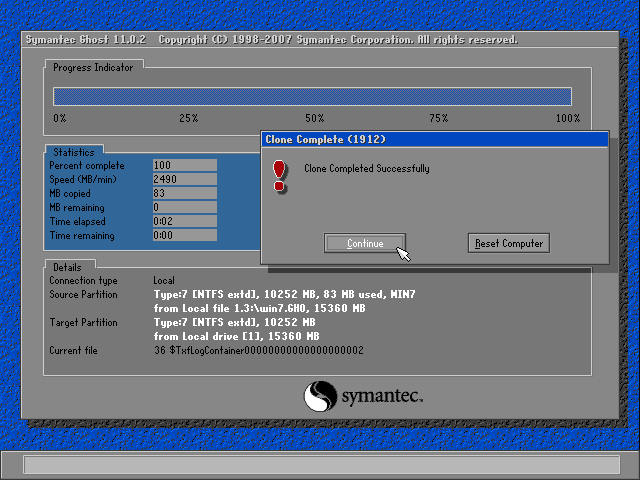 Symantec Ghost 11.0.2 Copyright (C) 1998-2007 Symantec Corporation. All rights reserved.
Progress Indicator
0% 25% 50% 75% 100%
Clone Complete (1912)
Clone Completed Successfully
Continue Reset Computer
Statistics
Percent complete 100
Speed (MB/min) 2490
MB copied 83
MB remaining 0
Time elapsed 0:02
Time remaining 0:00
Details
Connection type Local
Source Partition Type:7 [NTFS extd], 10252 MB, 83 MB used, WIN7
from Local file 1.3:\win7.GHO, 15360 MB
Target Partition Type:7 [NTFS extd], 10252 MB
from Local drive [1], 15360 MB
Current file 36 $TxfLogContainer00000000000000000002
symantec.